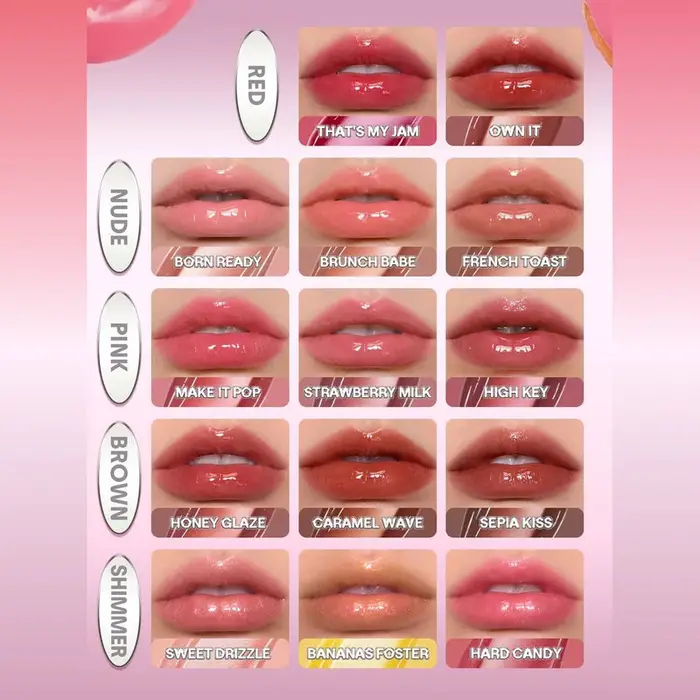 RED
THAT'S MY JAM
OWN IT
NUDE
BORN READY
BRUNCH BABE
FRENCH TOAST
PINK
MAKE IT POP
STRAWBERRY MILK
HIGH KEY
BROWN
HONEY GLAZE
CARAMEL WAVE
SEPIA KISS
SHIMMER
SWEET DRIZZLE
BANANAS FOSTER
HARD CANDY